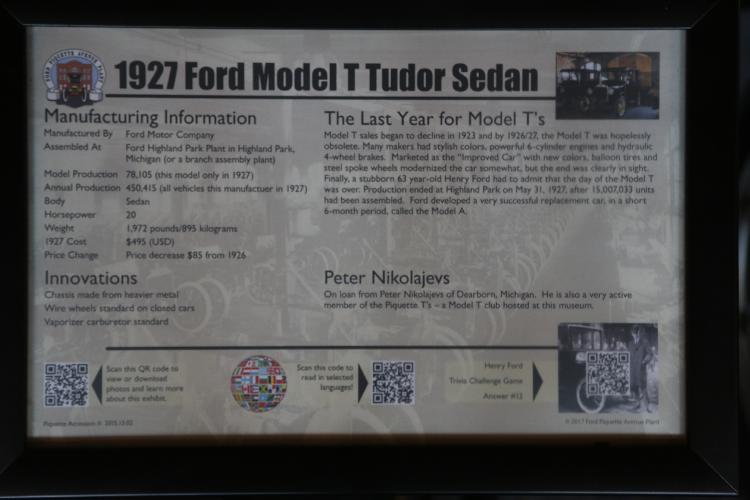 FORD PIQUETTE AVENUE PLANT
1927 Ford Model T Tudor Sedan
Manufacturing Information
Manufactured By Ford Motor Company
Assembled At Ford Highland Park Plant in Highland Park,
Michigan (or a branch assembly plant)
Model Production 78,105 (this model only in 1927)
Annual Production 450,415 (all vehicles this manufactuer in 1927)
Body Sedan
Horsepower 20
Weight 1,972 pounds/895 kilograms
1927 Cost $495 (USD)
Price Change Price decrease $85 from 1926
Innovations
Chassis made from heavier metal
Wire wheels standard on closed cars
Vaporizer carburetor standard
The Last Year for Model T's
Model T sales began to decline in 1923 and by 1926/27, the Model T was hopelessly
obsolete. Many makers had stylish colors, powerful 6-cylinder engines and hydraulic
4-wheel brakes. Marketed as the "Improved Car" with new colors, balloon tires and
steel spoke wheels modernized the car somewhat, but the end was clearly in sight.
Finally, a stubborn 63 year-old Henry Ford had to admit that the day of the Model T
was over. Production ended at Highland Park on May 31, 1927, after 15,007,033 units
had been assembled. Ford developed a very successful replacement car, in a short
6-month period, called the Model A.
Peter Nikolajevs
On loan from Peter Nikolajevs of Dearborn, Michigan. He is also a very active
member of the Piquette T's – a Model T club hosted at this museum.
Scan this QR code to
view or download
photos and learn more
about this exhibit.
Scan this code to
read in selected
languages!
Henry Ford
Trivia Challenge Game
Answer #13
Piquette Accession #: 2015.13.02
© 2017 Ford Piquette Avenue Plant